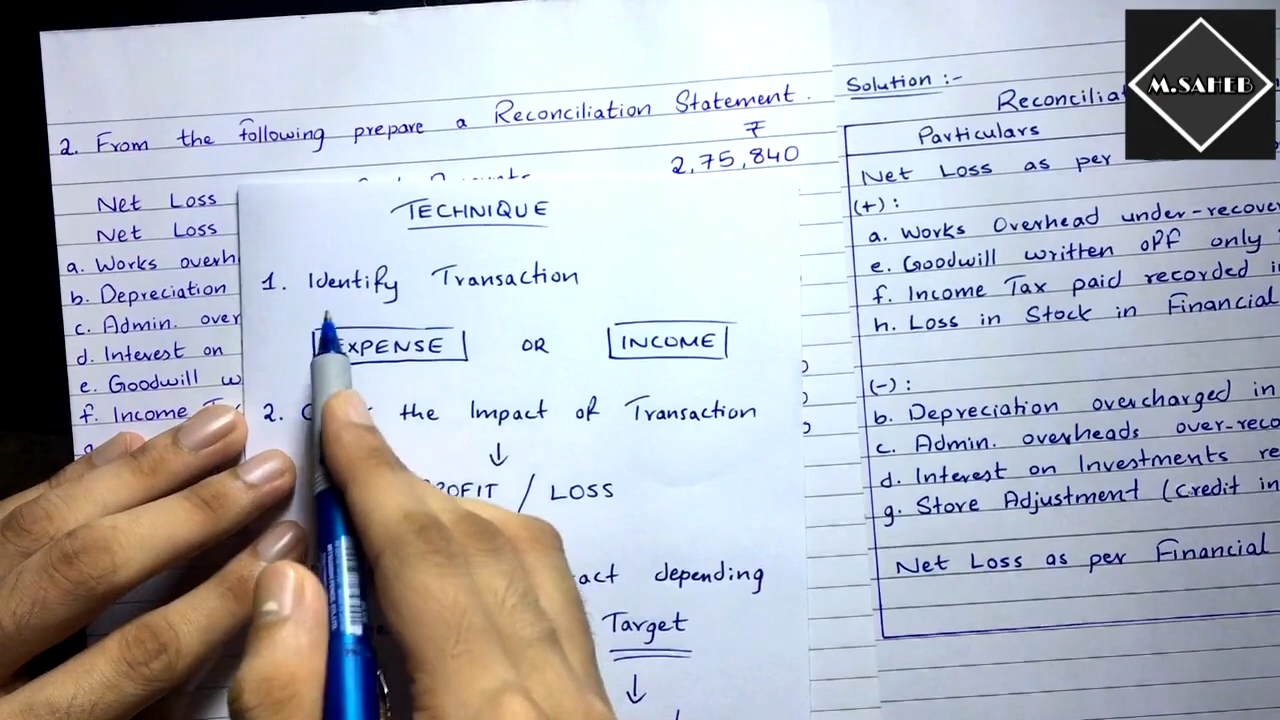 2. From the following prepare a Reconciliation Statement.
₹
2,75,840
Net Loss
Net Loss
a. Works overh
b. Depreciation
c. Admin. over
d. Interest on
e. Goodwill w
f. Income
TECHNIQUE
1. Identify Transaction
EXPENSE OR INCOME
2. the Impact of Transaction
↓
PROFIT / LOSS
depending
Target
↓
Solution :-
Reconciliat
Particulars
Net Loss as per
(+) :
a. Works Overhead under-recover
e. Goodwill written off only
f. Income Tax paid recorded in
h. Loss in Stock in Financial
(-) :
b. Depreciation overcharged in
c. Admin. overheads over-reco
d. Interest on Investments re
g. Store Adjustment (Credit in
Net Loss as per Financial
M.SAHEB